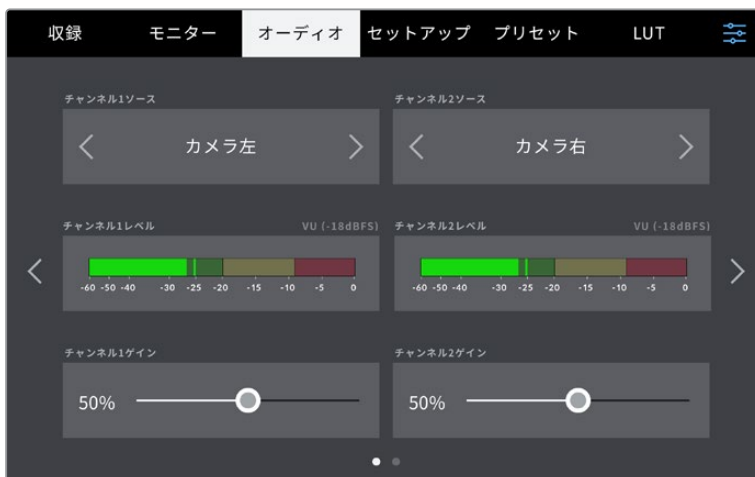 収録 モニター オーディオ セットアップ プリセット LUT
チャンネル1ソース チャンネル2ソース
カメラ左 カメラ右
チャンネル1レベル VU (-18dBFS) チャンネル2レベル VU (-18dBFS)
-60 -50 -40 -30 -25 -20 -15 -10 -5 0 -60 -50 -40 -30 -25 -20 -15 -10 -5 0
チャンネル1ゲイン チャンネル2ゲイン
50% 50%